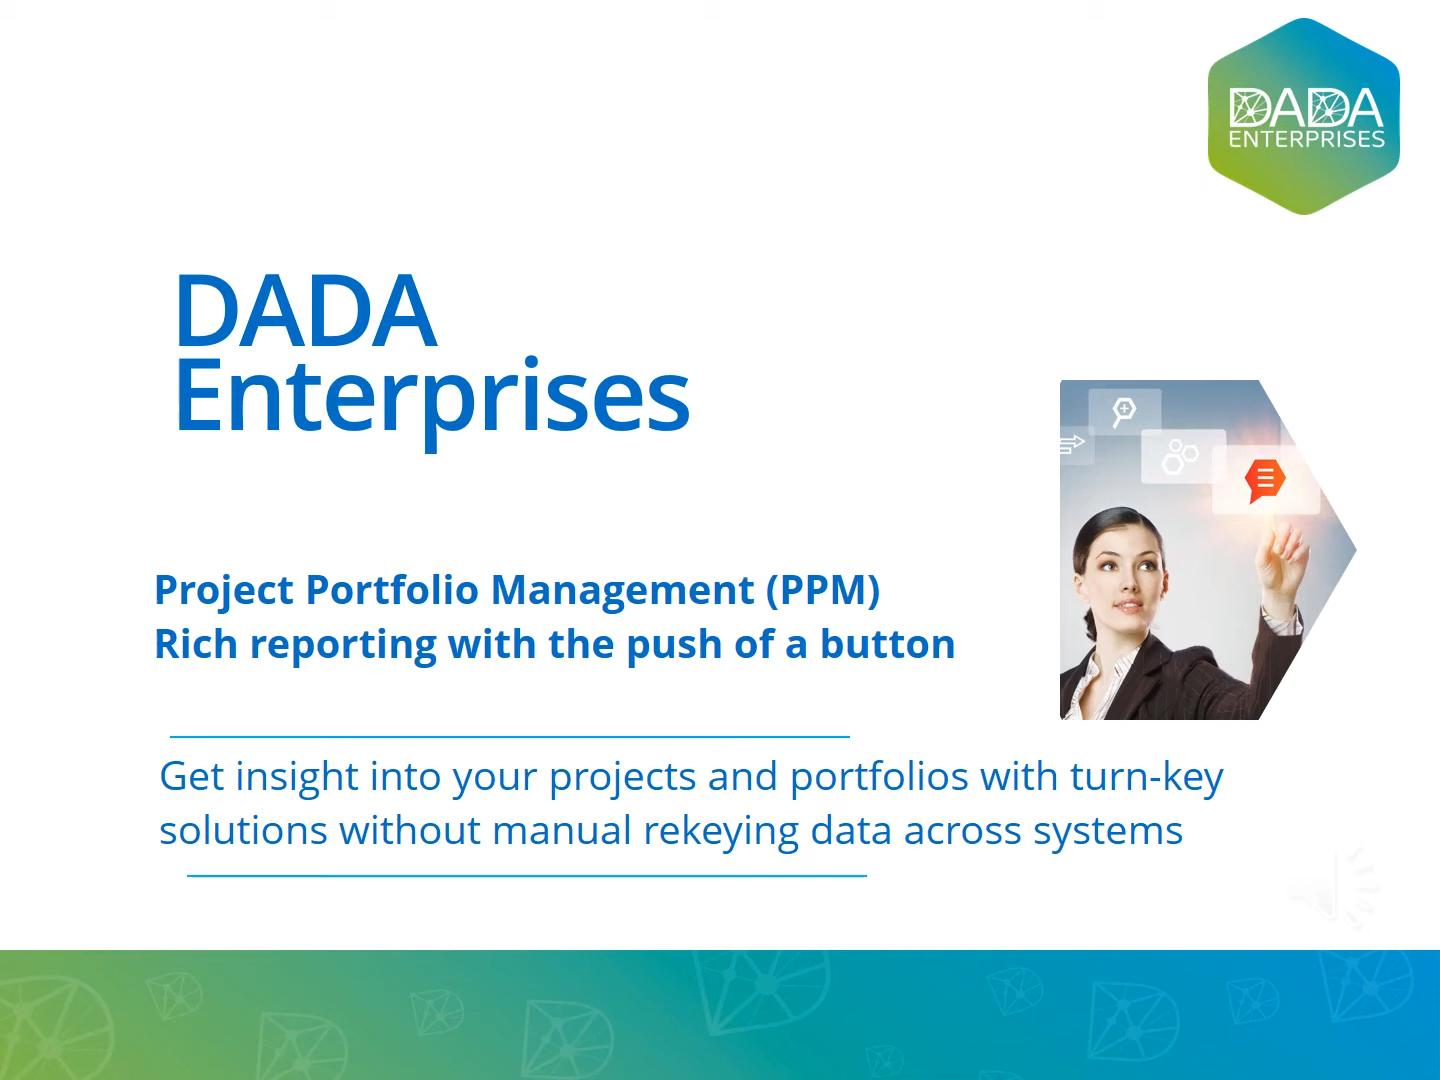 DADA
ENTERPRISES
DADA
Enterprises
Project Portfolio Management (PPM)
Rich reporting with the push of a button
Get insight into your projects and portfolios with turn-key
solutions without manual rekeying data across systems